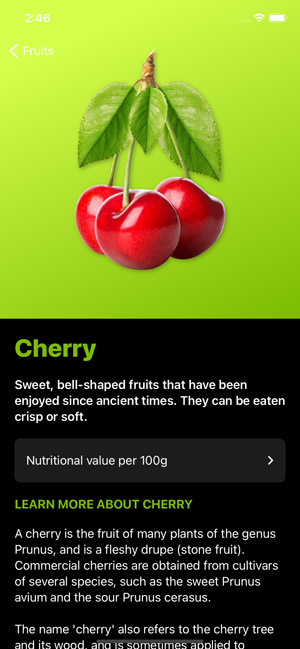 2:46
Fruits
Cherry
Sweet, bell-shaped fruits that have been
enjoyed since ancient times. They can be eaten
crisp or soft.
Nutritional value per 100g
LEARN MORE ABOUT CHERRY
A cherry is the fruit of many plants of the genus
Prunus, and is a fleshy drupe (stone fruit).
Commercial cherries are obtained from cultivars
of several species, such as the sweet Prunus
avium and the sour Prunus cerasus.
The name 'cherry' also refers to the cherry tree
and its wood, and is sometimes applied to